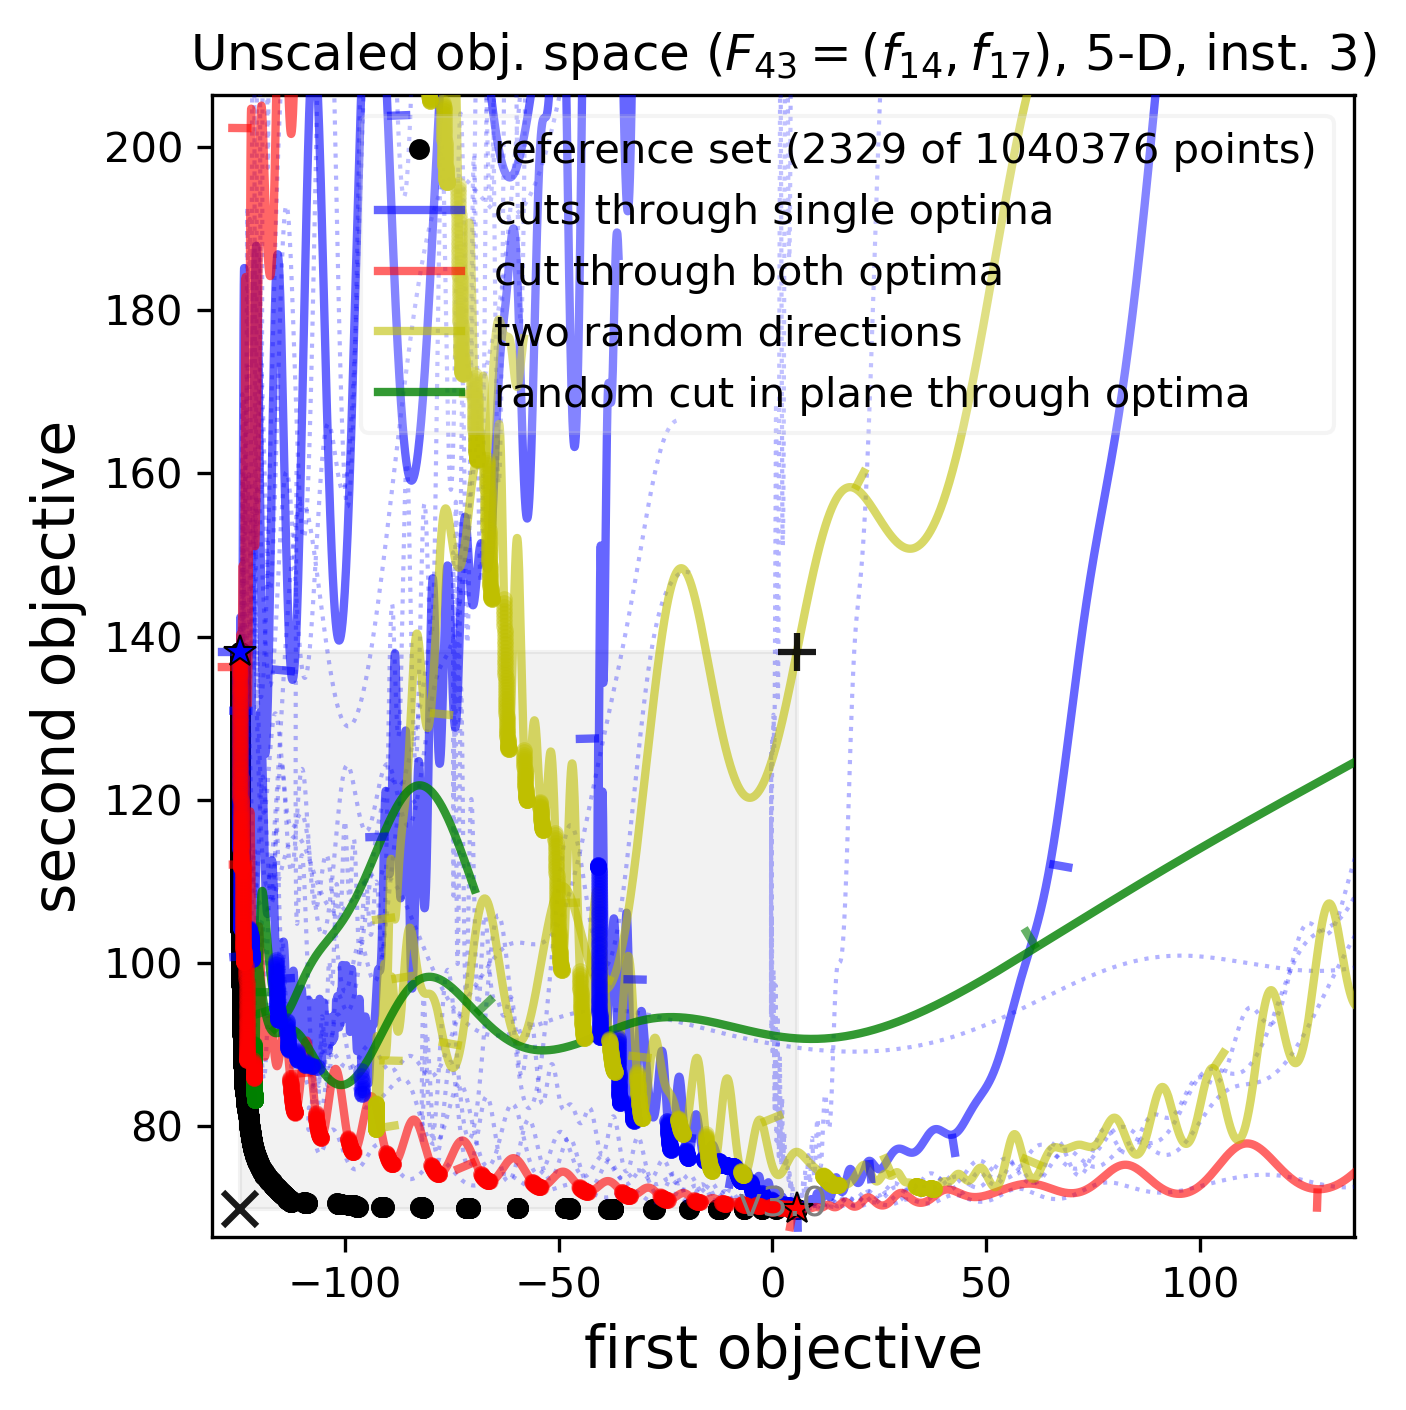 Unscaled obj. space (F₄₃ = (f₁₄, f₁₇), 5-D, inst. 3)
200
180
160
140
120
100
80
reference set (2329 of 1040376 points)
cuts through single optima
cut through both optima
two random directions
random cut in plane through optima
second objective
−100
−50
0
50
100
first objective